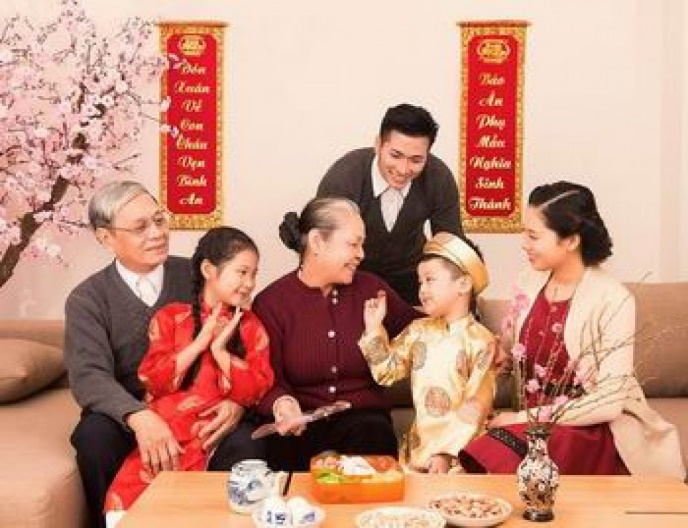 Đón
Xuân
Về
Con
Cháu
Vẹn
Bình
An
Báo
Ân
Phụ
Mẫu
Nghĩa
Sinh
Thành